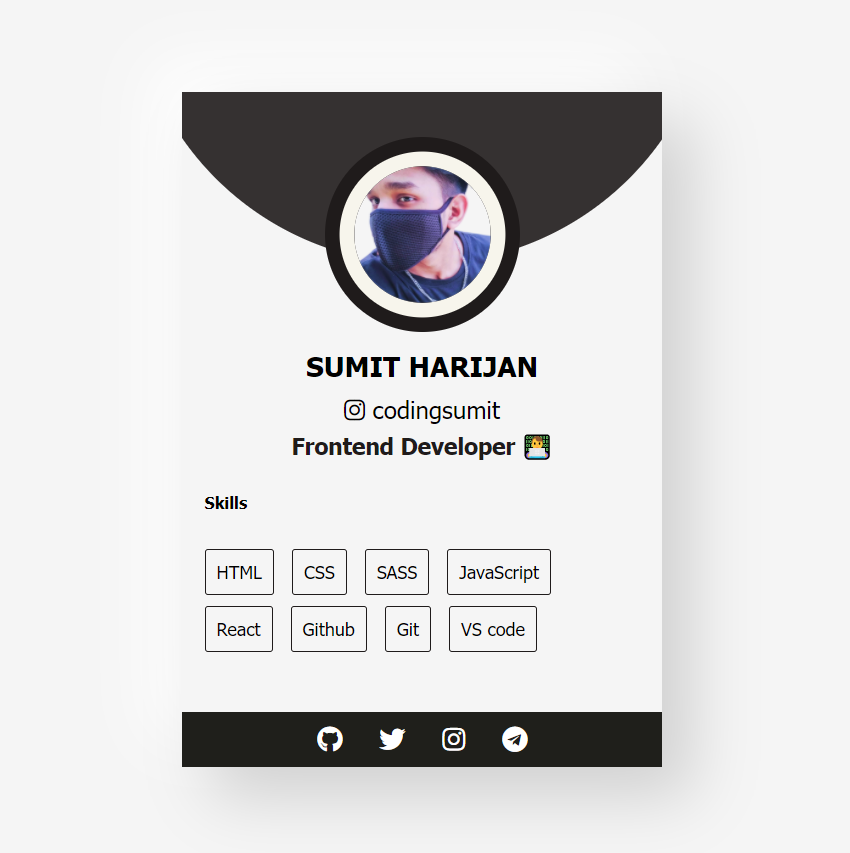 SUMIT HARIJAN
codingsumit
Frontend Developer 👨‍💻
Skills
HTML CSS SASS JavaScript
React Github Git VS code